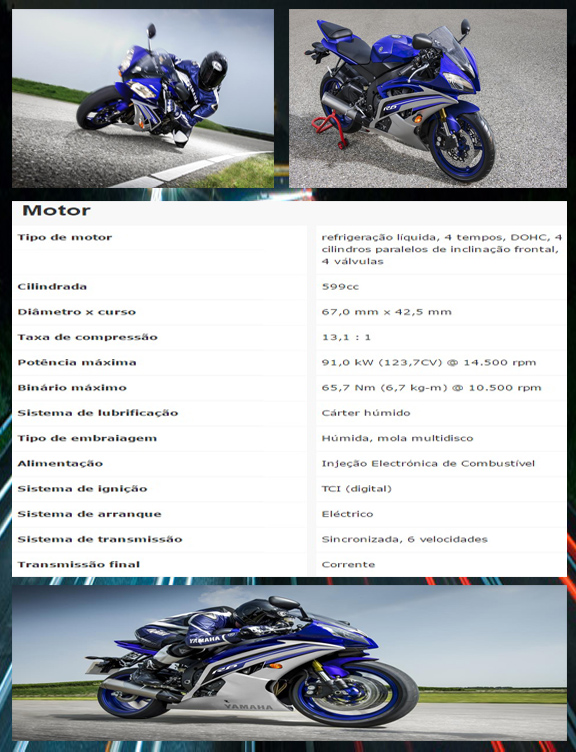 R6
Motor
Tipo de motor
refrigeração líquida, 4 tempos, DOHC, 4
cilindros paralelos de inclinação frontal,
4 válvulas
Cilindrada
599cc
Diâmetro x curso
67,0 mm x 42,5 mm
Taxa de compressão
13,1 : 1
Potência máxima
91,0 kW (123,7CV) @ 14.500 rpm
Binário máximo
65,7 Nm (6,7 kg-m) @ 10.500 rpm
Sistema de lubrificação
Cárter húmido
Tipo de embraiagem
Húmida, mola multidisco
Alimentação
Injeção Electrónica de Combustível
Sistema de ignição
TCI (digital)
Sistema de arranque
Eléctrico
Sistema de transmissão
Sincronizada, 6 velocidades
Transmissão final
Corrente
YAMAHA
R6
YAMAHA